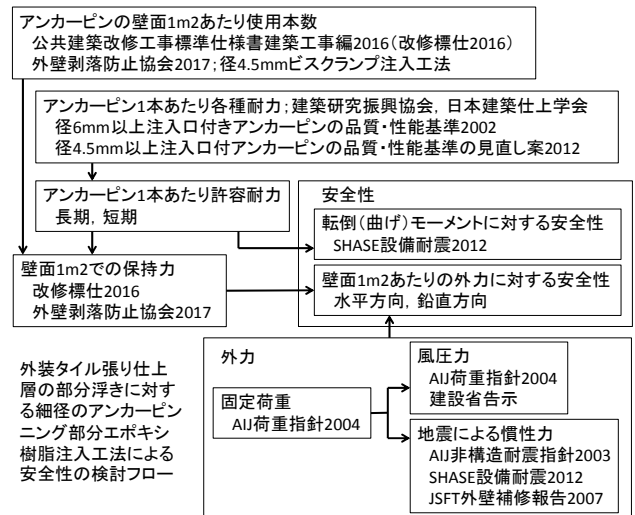 アンカーピンの壁面1m2あたり使用本数
公共建築改修工事標準仕様書建築工事編2016(改修標仕2016)
外壁剥落防止協会2017;径4.5mmビスクランプ注入工法
アンカーピン1本あたり各種耐力;建築研究振興協会,日本建築仕上学会
径6mm以上注入口付きアンカーピンの品質・性能基準2002
径4.5mm以上注入口付アンカーピンの品質・性能基準の見直し案2012
アンカーピン1本あたり許容耐力
長期,短期
安全性
転倒(曲げ)モーメントに対する安全性
SHASE設備耐震2012
壁面1m2での保持力
改修標仕2016
外壁剥落防止協会2017
壁面1m2あたりの外力に対する安全性
水平方向,鉛直方向
外装タイル張り仕上
層の部分浮きに対す
る細径のアンカーピン
ニング部分エポキシ
樹脂注入工法による
安全性の検討フロー
外力
固定荷重
AIJ荷重指針2004
風圧力
AIJ荷重指針2004
建設省告示
地震による慣性力
AIJ非構造耐震指針2003
SHASE設備耐震2012
JSFT外壁補修報告2007